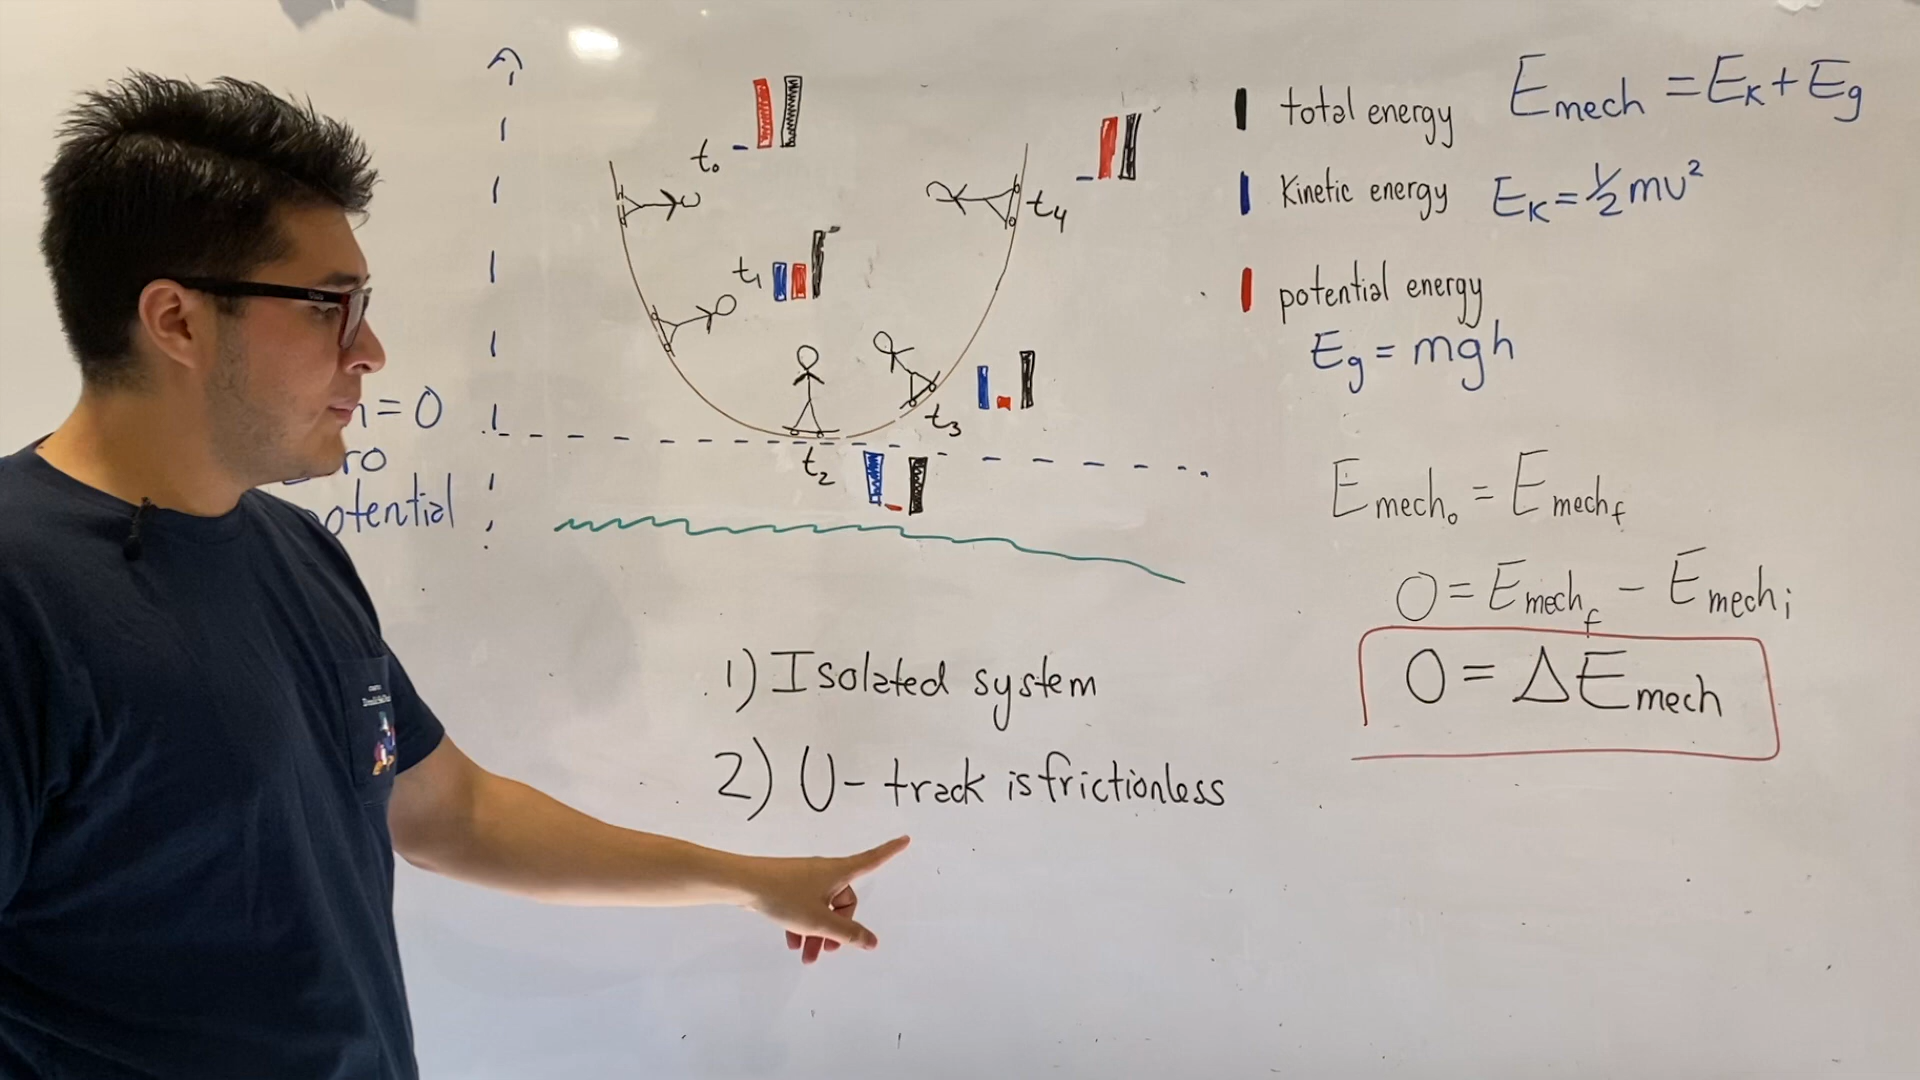 t₀
t₄
t₁
t₃
t₂
h = 0
potential
total energy
Emech = EK + Eg
Kinetic energy
EK = ½mv²
potential energy
Eg = mgh
Emech₀ = Emechf
0 = Emechf - Emechi
0 = ΔEmech
1) Isolated system
2) U-track is frictionless